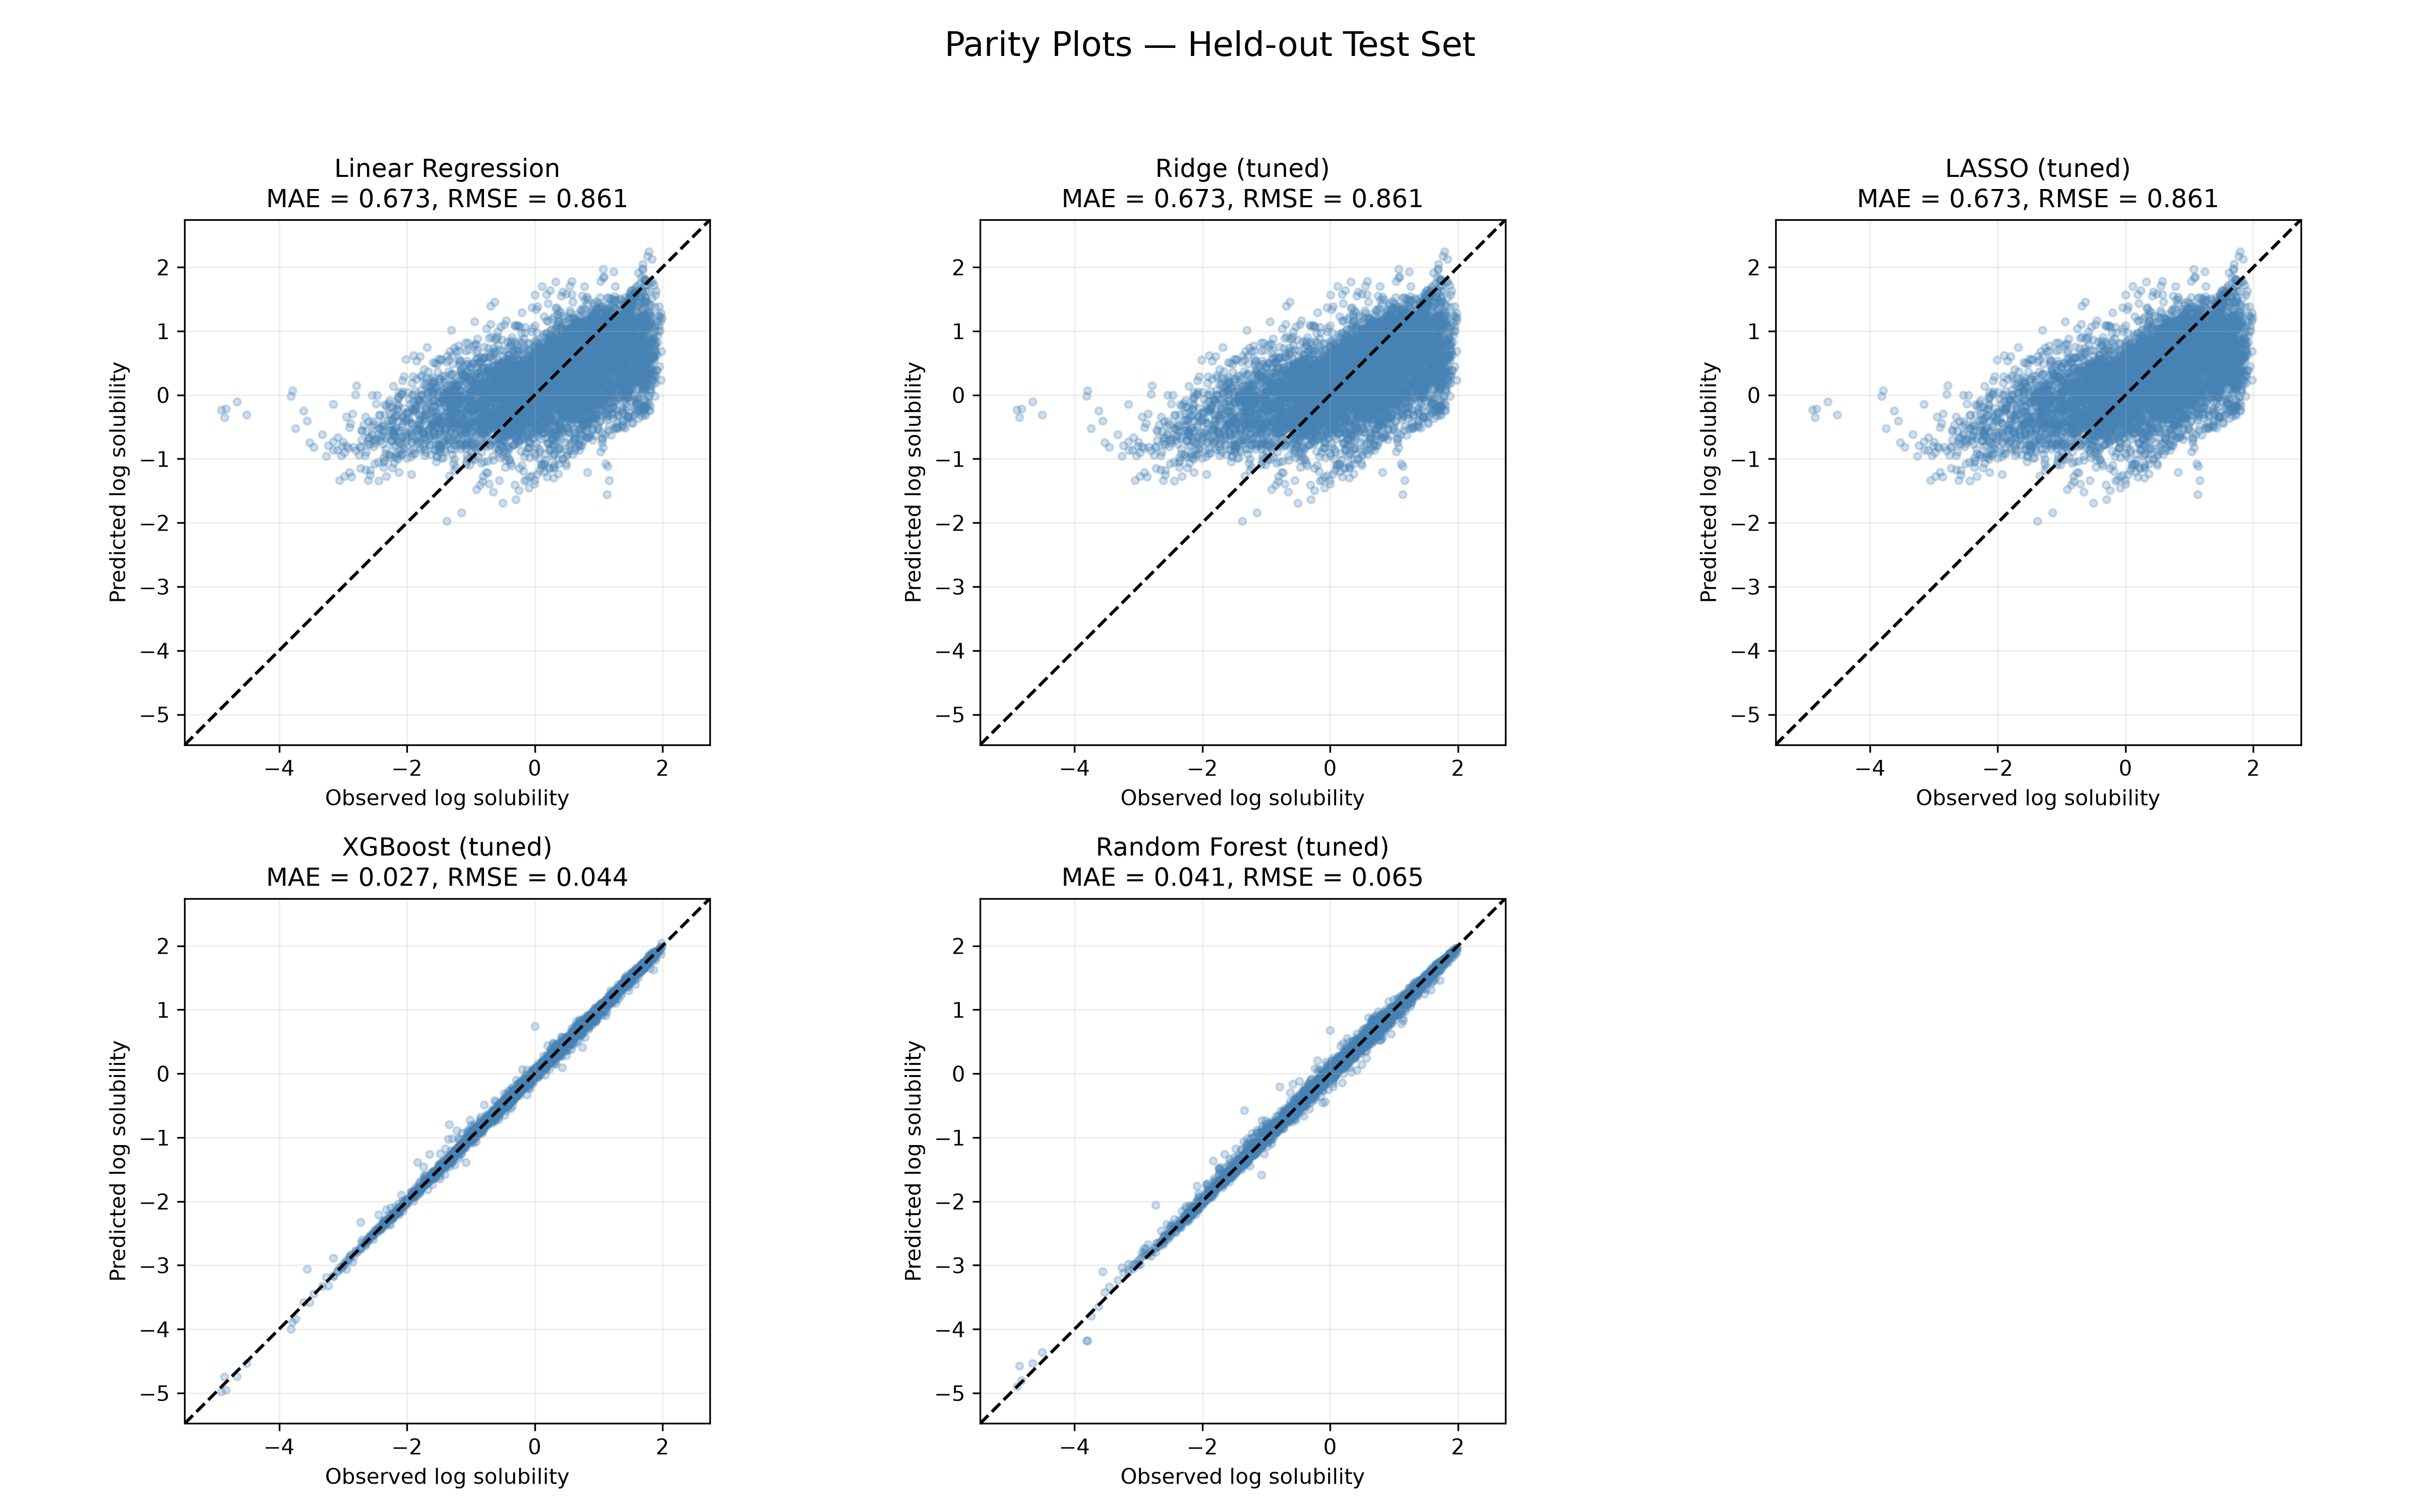 Parity Plots — Held-out Test Set
Linear Regression
MAE = 0.673, RMSE = 0.861
2
1
0
−1
−2
−3
−4
−5
Predicted log solubility
−4 −2 0 2
Observed log solubility
Ridge (tuned)
MAE = 0.673, RMSE = 0.861
2
1
0
−1
−2
−3
−4
−5
Predicted log solubility
−4 −2 0 2
Observed log solubility
LASSO (tuned)
MAE = 0.673, RMSE = 0.861
2
1
0
−1
−2
−3
−4
−5
Predicted log solubility
−4 −2 0 2
Observed log solubility
XGBoost (tuned)
MAE = 0.027, RMSE = 0.044
2
1
0
−1
−2
−3
−4
−5
Predicted log solubility
−4 −2 0 2
Observed log solubility
Random Forest (tuned)
MAE = 0.041, RMSE = 0.065
2
1
0
−1
−2
−3
−4
−5
Predicted log solubility
−4 −2 0 2
Observed log solubility